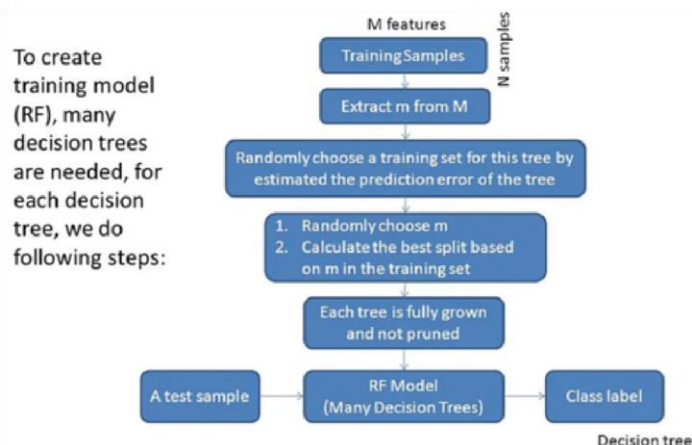 To create
training model
(RF), many
decision trees
are needed, for
each decision
tree, we do
following steps:
M features
N samples
Training Samples
Extract m from M
Randomly choose a training set for this tree by
estimated the prediction error of the tree
1. Randomly choose m
2. Calculate the best split based
on m in the training set
Each tree is fully grown
and not pruned
A test sample
RF Model
(Many Decision Trees)
Class label
Decision tree